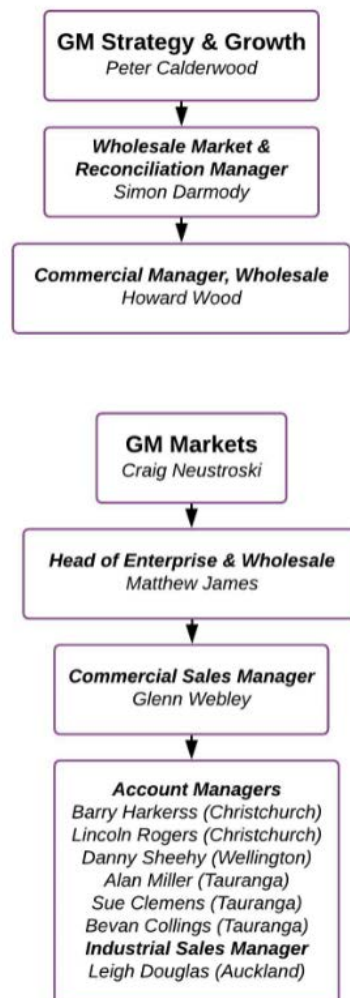 GM Strategy & Growth
Peter Calderwood
Wholesale Market &
Reconciliation Manager
Simon Darmody
Commercial Manager, Wholesale
Howard Wood
GM Markets
Craig Neustroski
Head of Enterprise & Wholesale
Matthew James
Commercial Sales Manager
Glenn Webley
Account Managers
Barry Harkerss (Christchurch)
Lincoln Rogers (Christchurch)
Danny Sheehy (Wellington)
Alan Miller (Tauranga)
Sue Clemens (Tauranga)
Bevan Collings (Tauranga)
Industrial Sales Manager
Leigh Douglas (Auckland)